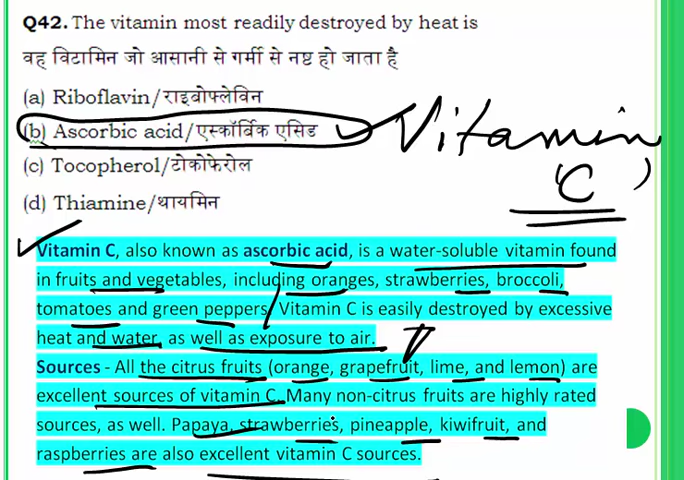 Q42. The vitamin most readily destroyed by heat is
वह विटामिन जो आसानी से गर्मी से नष्ट हो जाता है
(a) Riboflavin/राइबोफ्लेविन
(b) Ascorbic acid/एस्कॉर्बिक एसिड
Vitamin
(c) Tocopherol/टोकोफेरोल
C
(d) Thiamine/थायमिन
Vitamin C, also known as ascorbic acid, is a water-soluble vitamin found
in fruits and vegetables, including oranges, strawberries, broccoli,
tomatoes and green peppers. Vitamin C is easily destroyed by excessive
heat and water, as well as exposure to air.
Sources - All the citrus fruits (orange, grapefruit, lime, and lemon) are
excellent sources of vitamin C. Many non-citrus fruits are highly rated
sources, as well. Papaya, strawberries, pineapple, kiwifruit, and
raspberries are also excellent vitamin C sources.